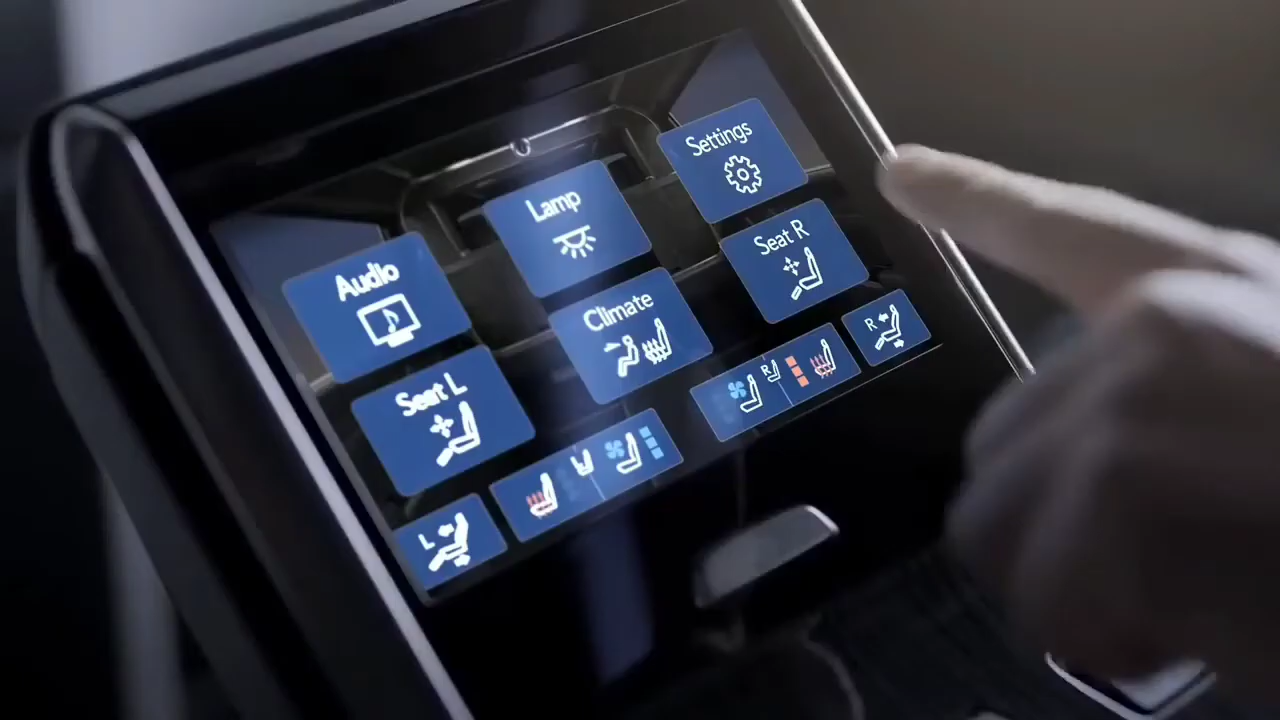 Audio
Lamp
Settings
Seat L
Climate
Seat R
L
R
R